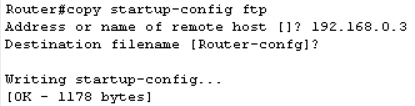 Router#copy startup-config ftp
Address or name of remote host []? 192.168.0.3
Destination filename [Router-confg]?
Writing startup-config...
[OK - 1178 bytes]